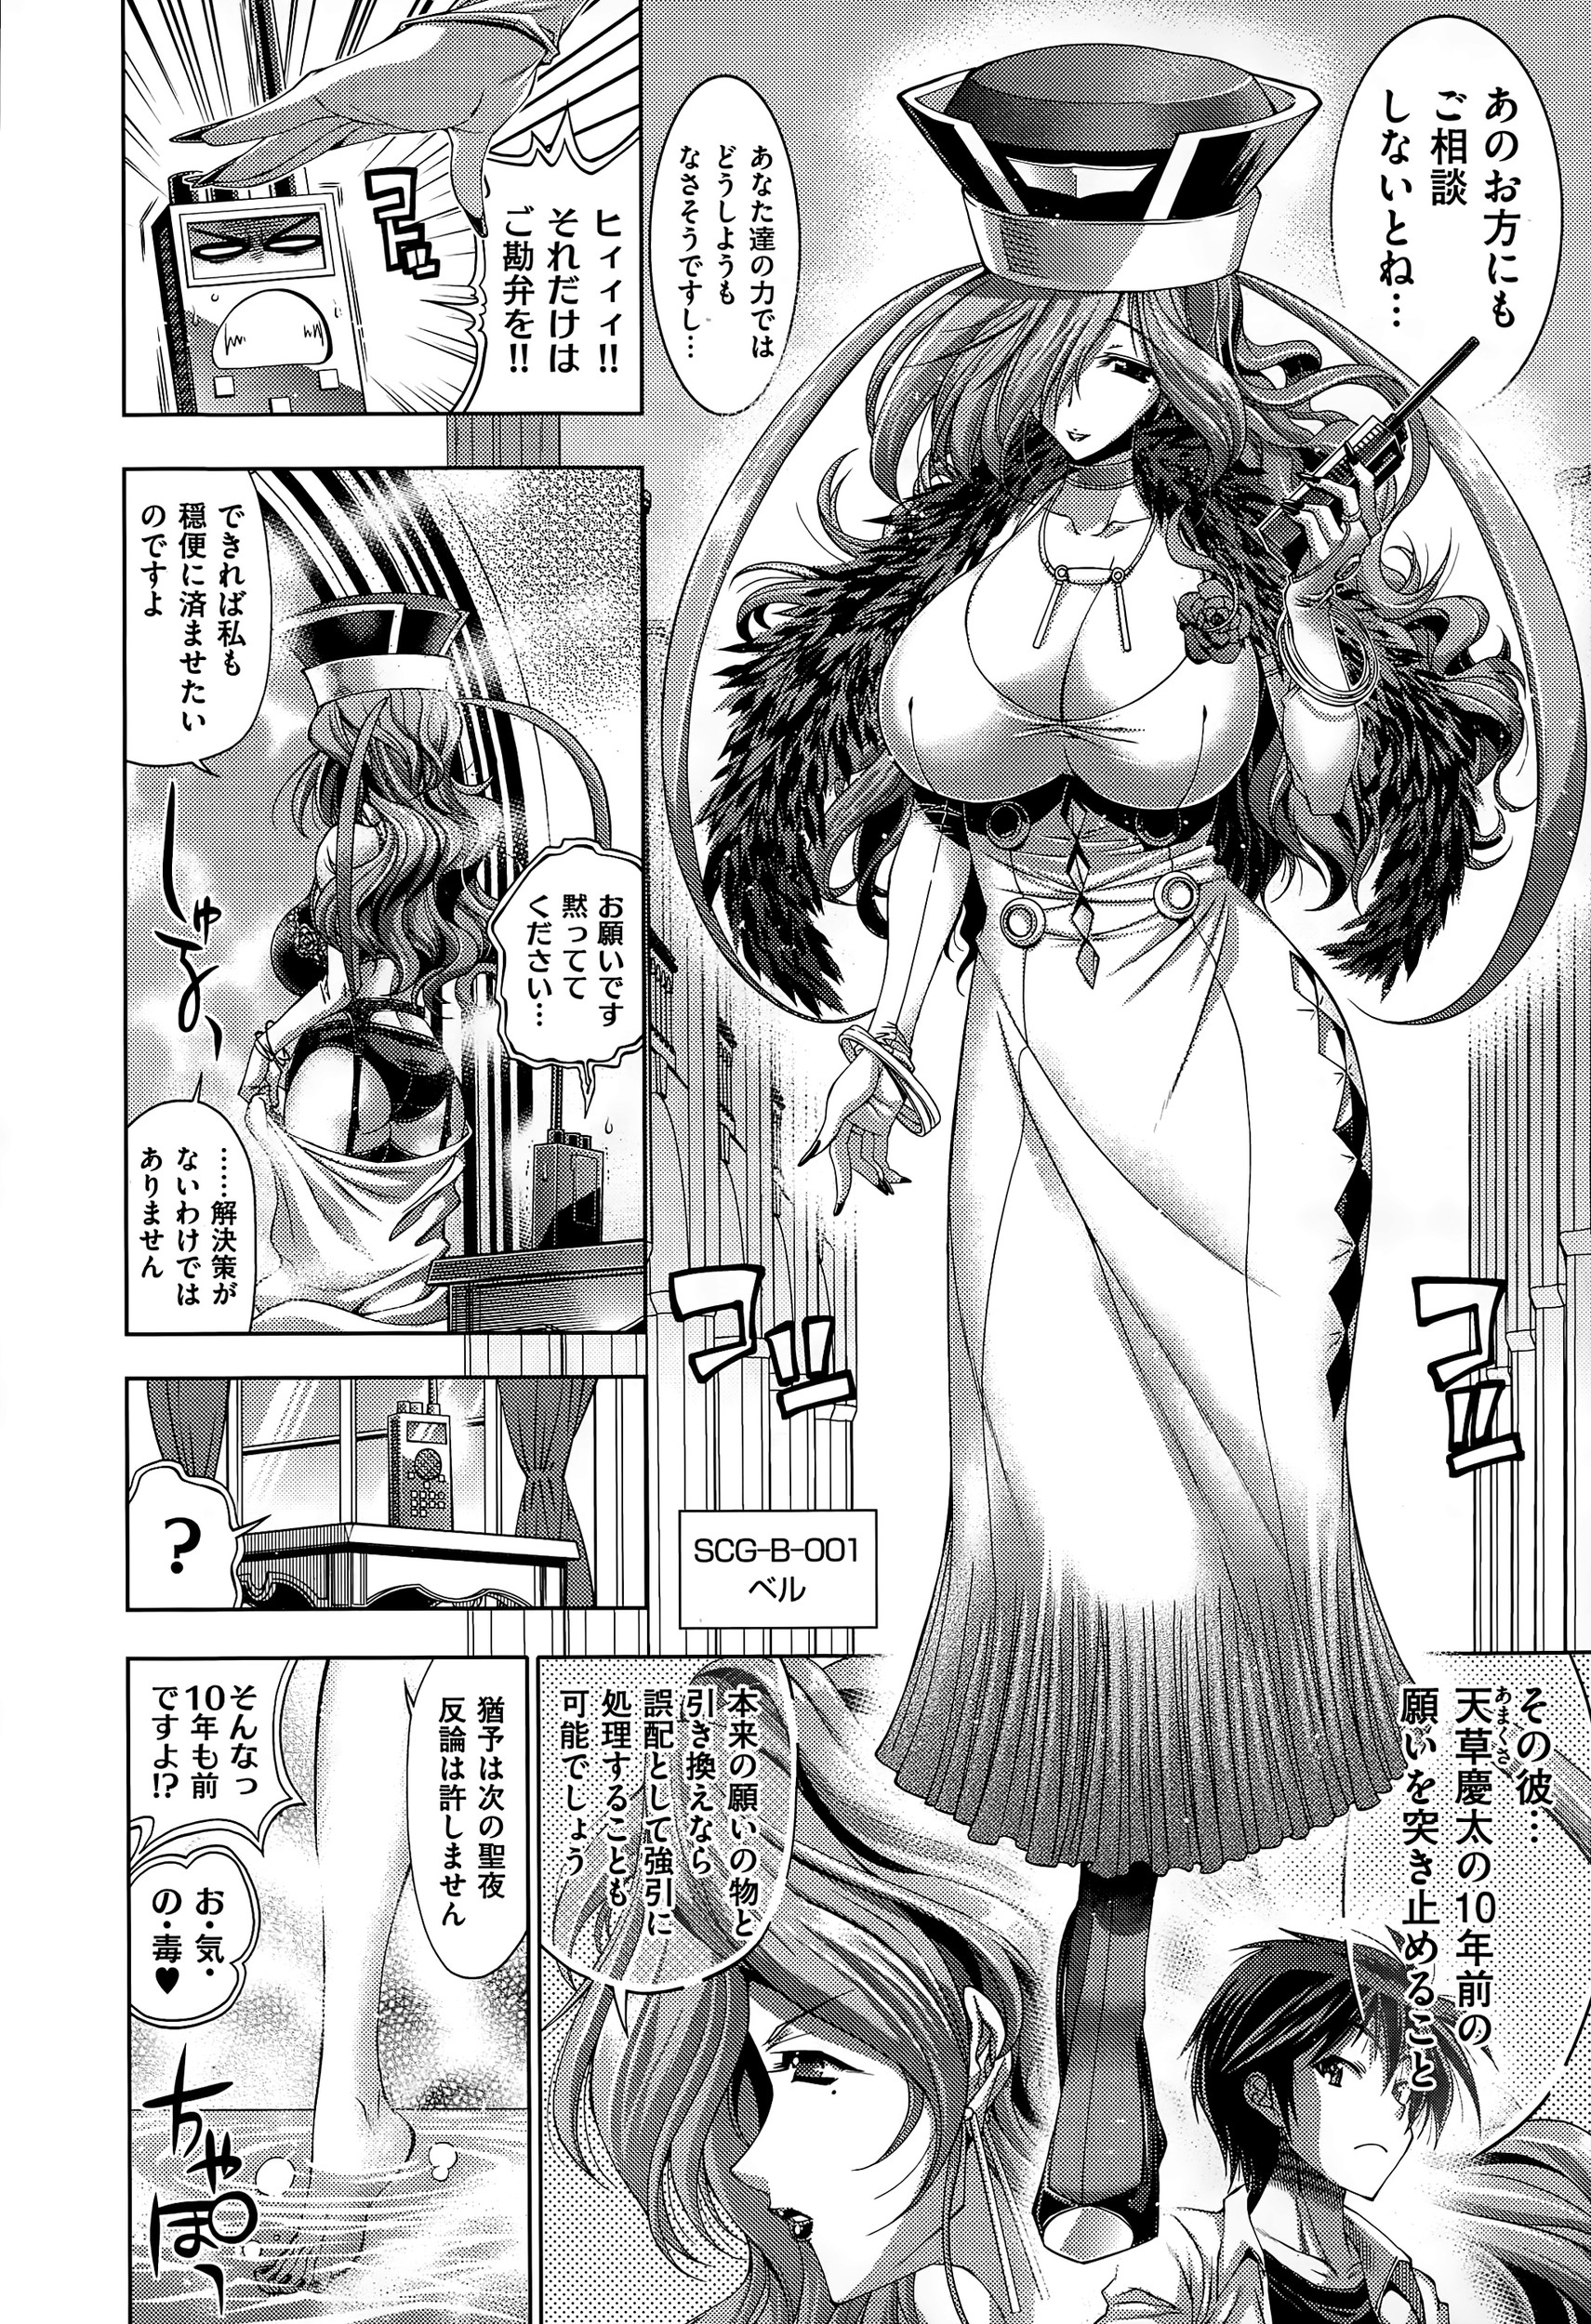 あのお方にも
ご相談
しないとね…
あなた達の力では
どうしようも
なさそうですし…
コッ
コッ
SCG-B-001
ベル
ヒィィィ!!
それだけは
ご勘弁を!!
コトッ
できれば私も
穏便に済ませたい
のですよ
お願いです
黙ってて
ください…
しゅる、
……解決策が
ないわけでは
ありません
?
その彼…
天草慶太の10年前の
あまくさ
願いを突き止めること
本来の願いの物と
引き換えなら
誤配として強引に
処理することも
可能でしょう
猶予は次の聖夜
反論は許しません
そんなっ
10年も前
ですよ!?
お・気・
の・毒♥
ちゃぽ、